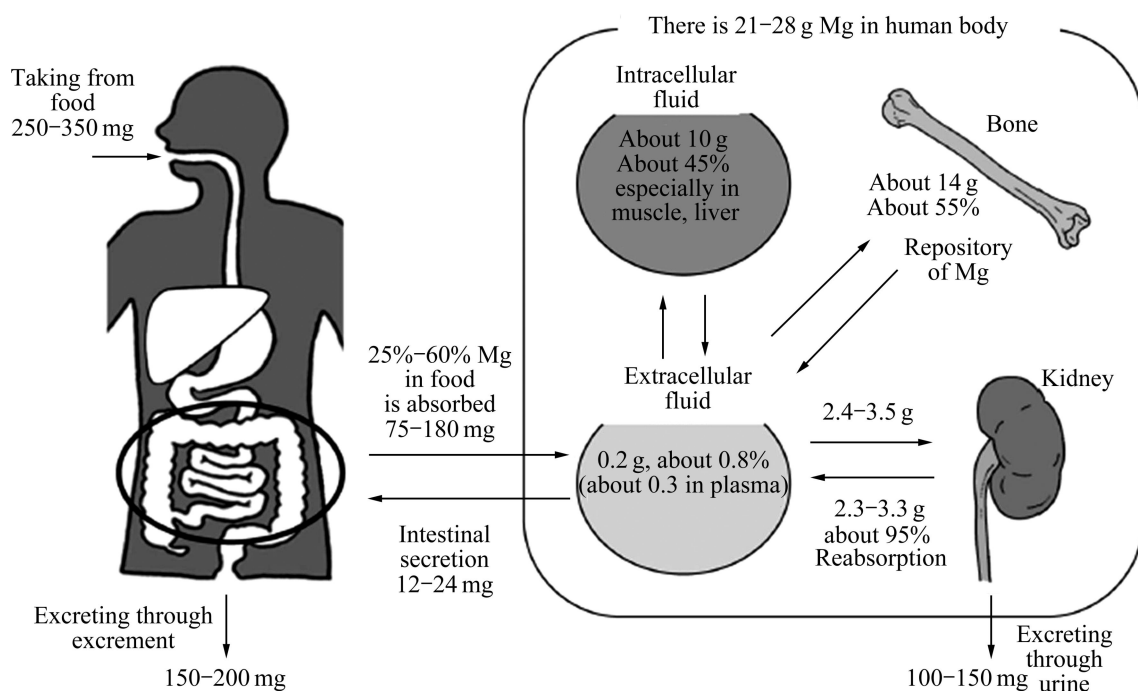 There is 21−28 g Mg in human body
Taking from
food
250−350 mg
Intracellular
fluid
About 10 g
About 45%
especially in
muscle, liver
Bone
About 14 g
About 55%
Repository
of Mg
25%−60% Mg
in food
is absorbed
75−180 mg
Extracellular
fluid
0.2 g, about 0.8%
(about 0.3 in plasma)
2.4−3.5 g
Kidney
2.3−3.3 g
about 95%
Reabsorption
Intestinal
secretion
12−24 mg
Excreting through
excrement
150−200 mg
Excreting
through
urine
100−150 mg